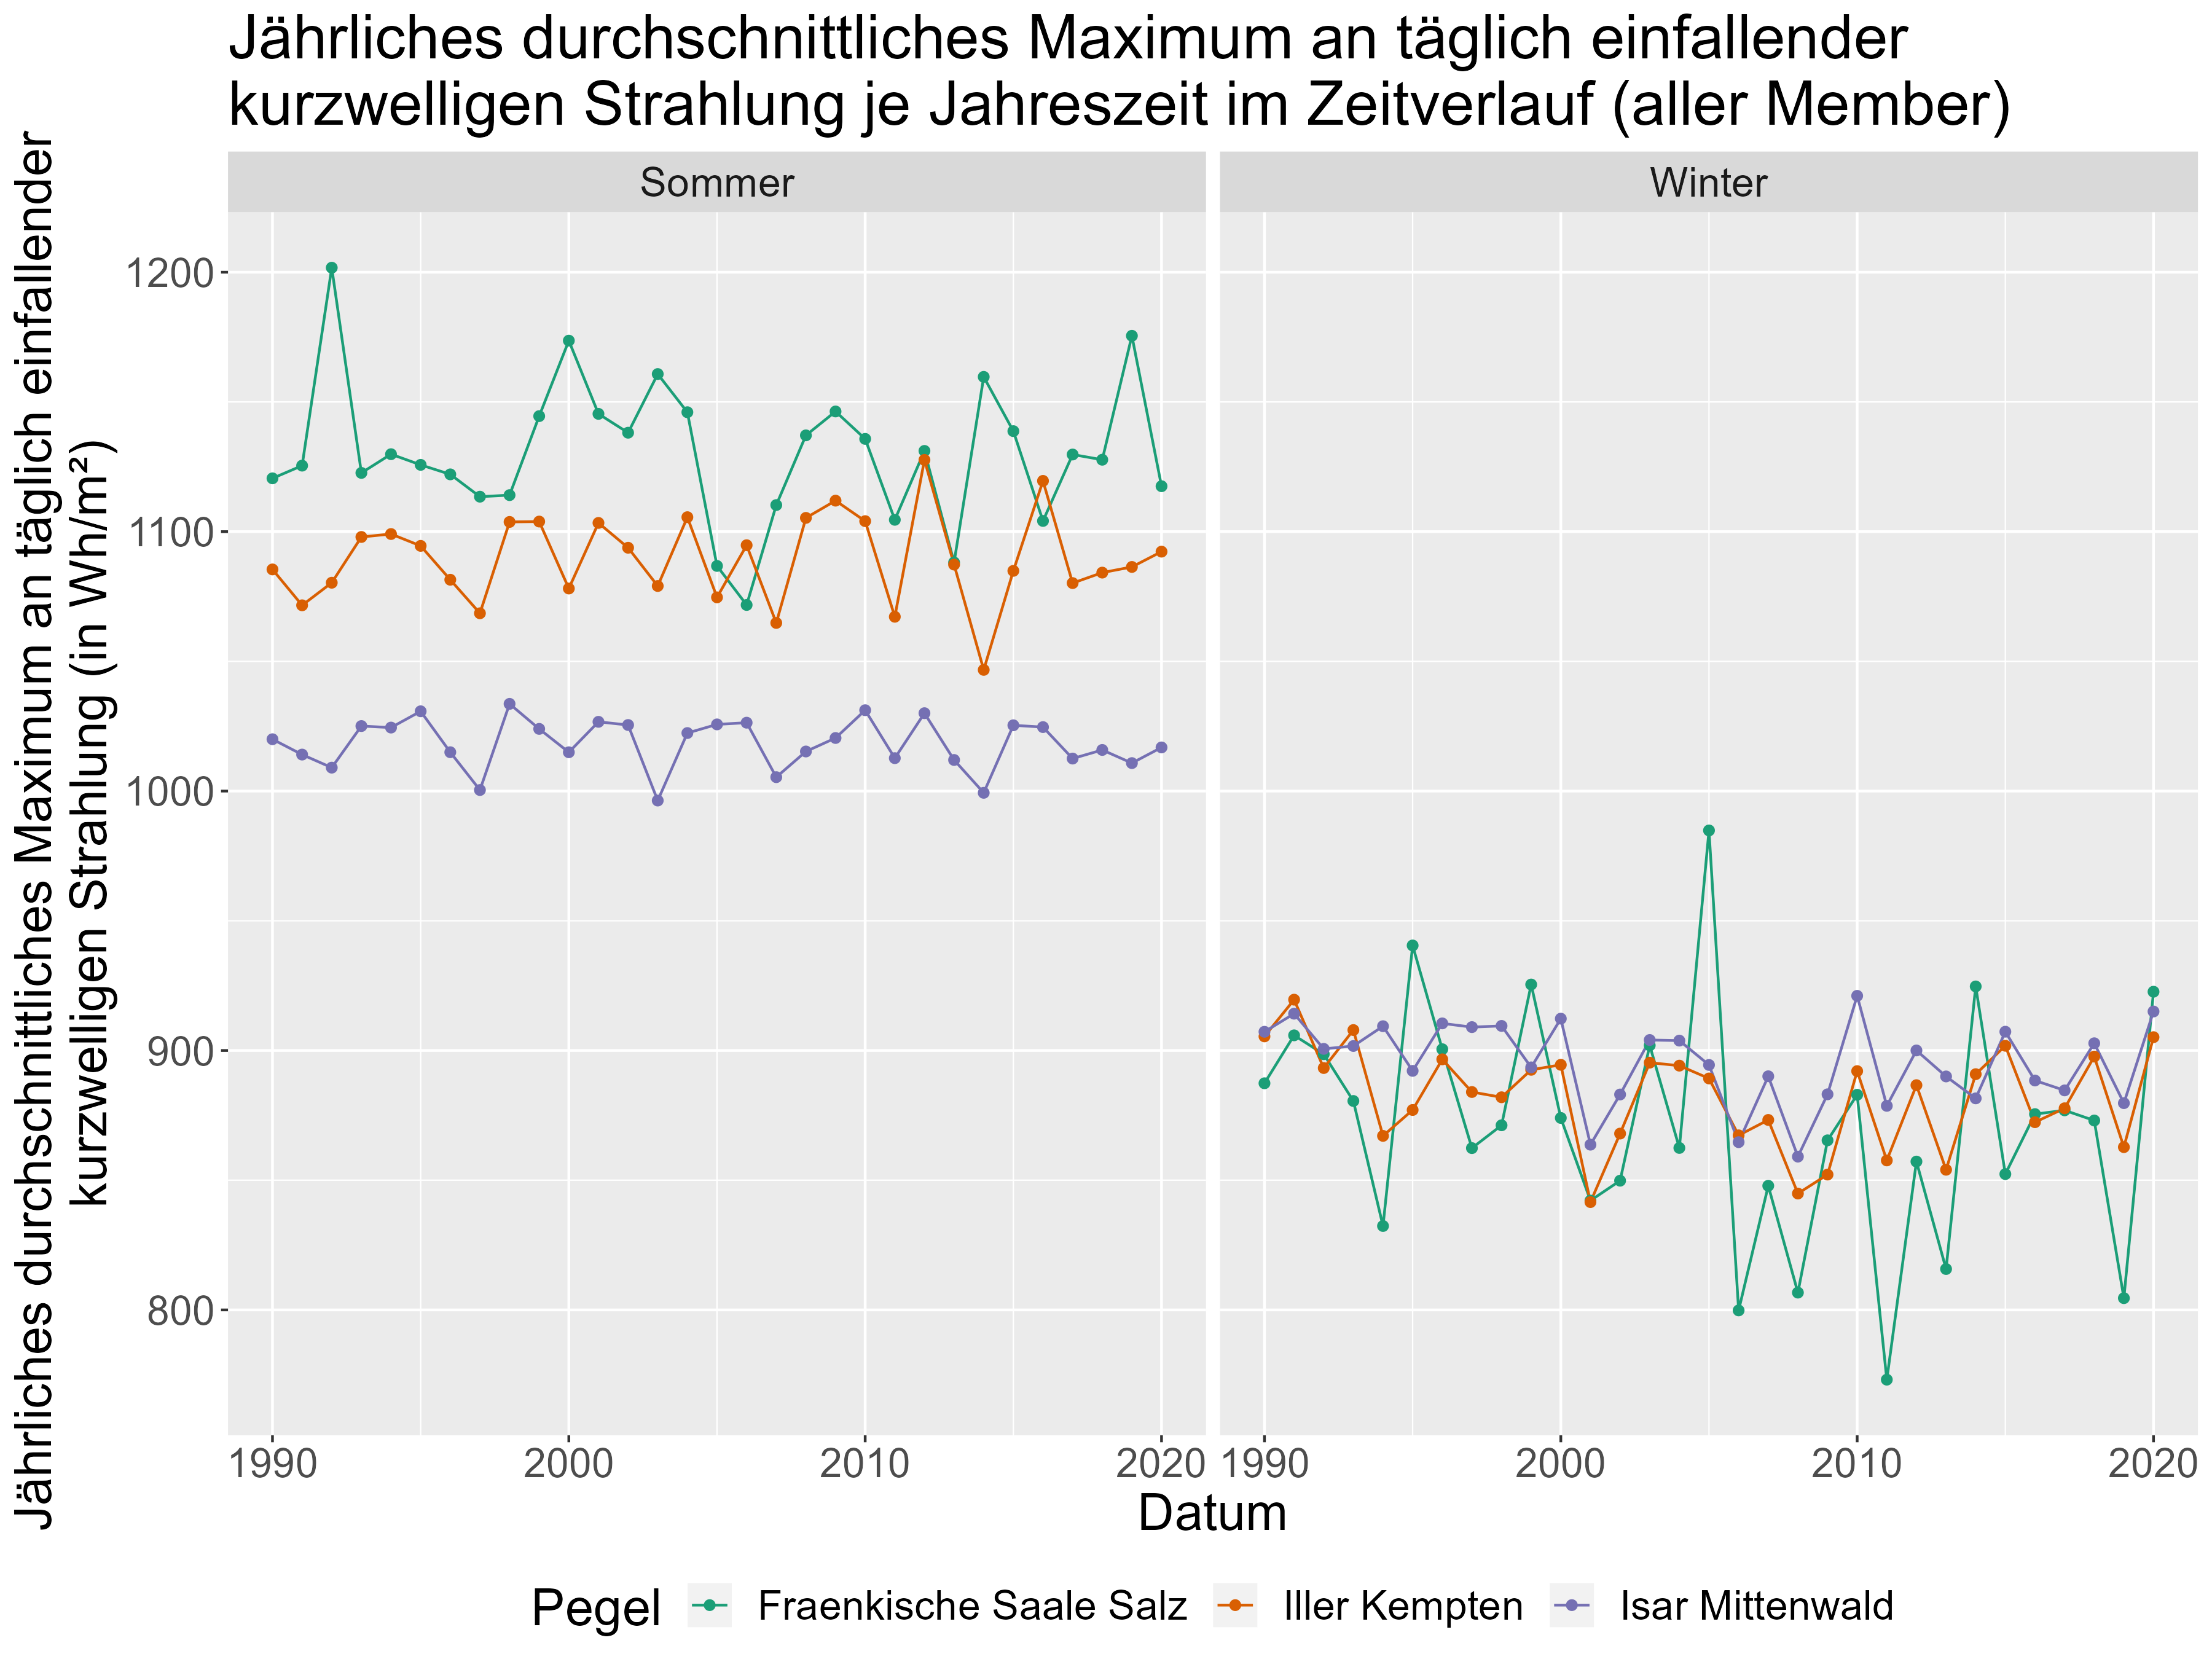 Jährliches durchschnittliches Maximum an täglich einfallender
kurzwelligen Strahlung je Jahreszeit im Zeitverlauf (aller Member)
Jährliches durchschnittliches Maximum an täglich einfallender
kurzwelligen Strahlung (in Wh/m²)
Sommer
Winter
1200
1100
1000
900
800
1990
2000
2010
2020
1990
2000
2010
2020
Datum
Pegel
Fraenkische Saale Salz
Iller Kempten
Isar Mittenwald